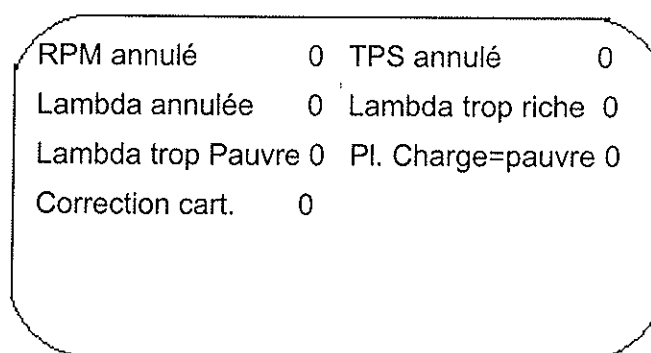 RPM annulé 0 TPS annulé 0
Lambda annulée 0 Lambda trop riche 0
Lambda trop Pauvre 0 Pl. Charge=pauvre 0
Correction cart. 0